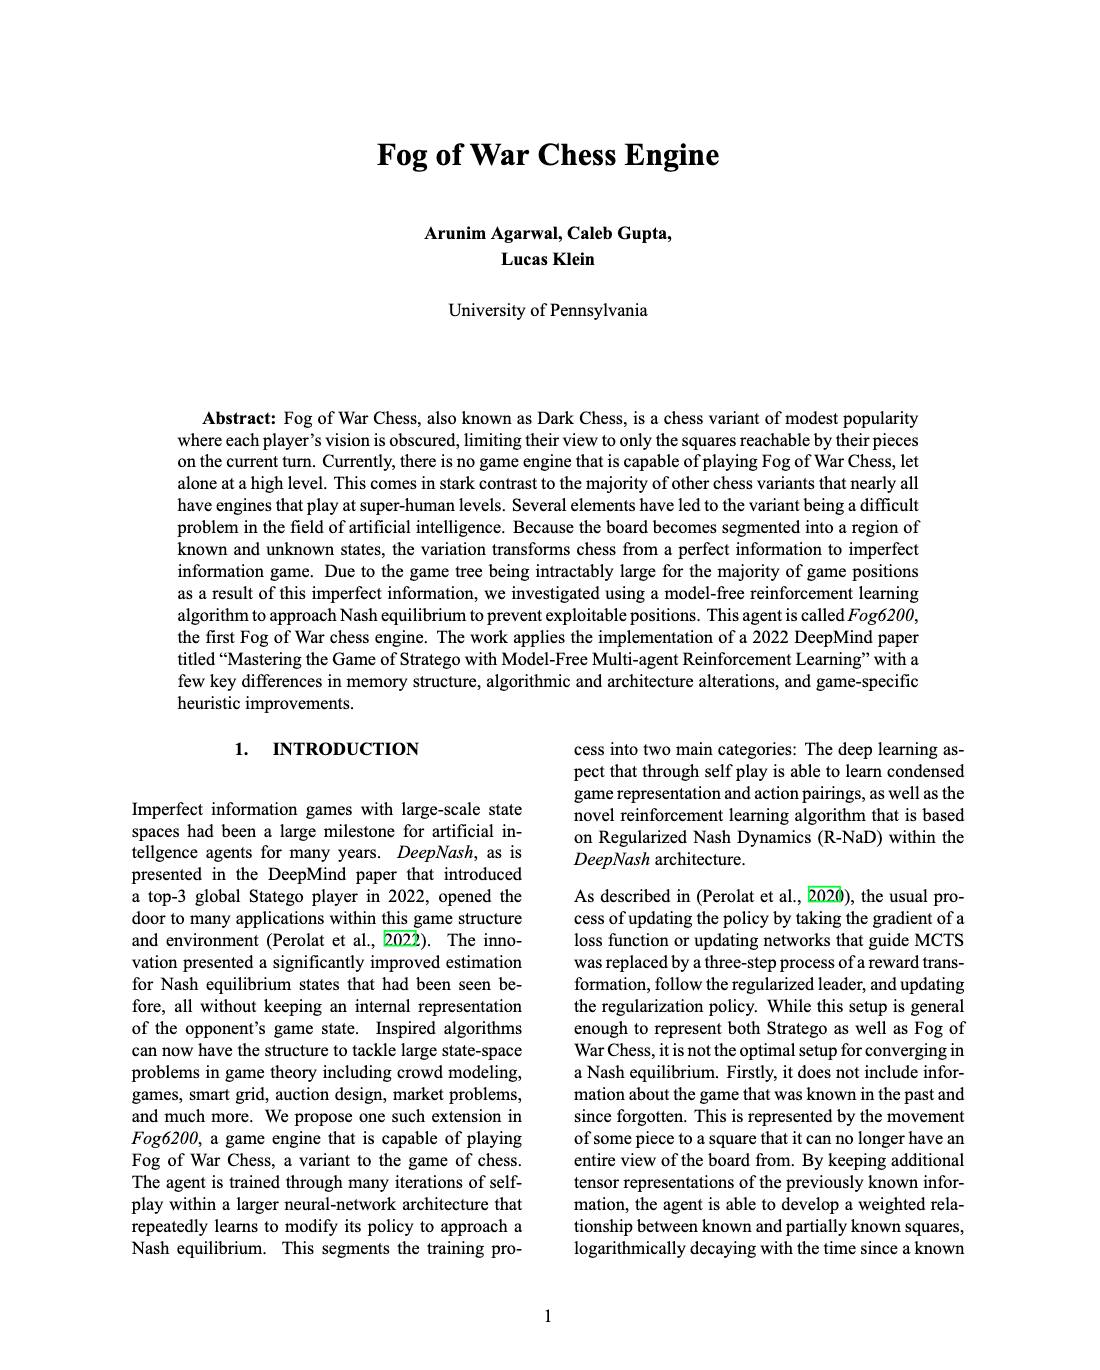 Fog of War Chess Engine
Arunim Agarwal, Caleb Gupta,
Lucas Klein
University of Pennsylvania
Abstract: Fog of War Chess, also known as Dark Chess, is a chess variant of modest popularity
where each player's vision is obscured, limiting their view to only the squares reachable by their pieces
on the current turn. Currently, there is no game engine that is capable of playing Fog of War Chess, let
alone at a high level. This comes in stark contrast to the majority of other chess variants that nearly all
have engines that play at super-human levels. Several elements have led to the variant being a difficult
problem in the field of artificial intelligence. Because the board becomes segmented into a region of
known and unknown states, the variation transforms chess from a perfect information to imperfect
information game. Due to the game tree being intractably large for the majority of game positions
as a result of this imperfect information, we investigated using a model-free reinforcement learning
algorithm to approach Nash equilibrium to prevent exploitable positions. This agent is called Fog6200,
the first Fog of War chess engine. The work applies the implementation of a 2022 DeepMind paper
titled “Mastering the Game of Stratego with Model-Free Multi-agent Reinforcement Learning” with a
few key differences in memory structure, algorithmic and architecture alterations, and game-specific
heuristic improvements.
1. INTRODUCTION
Imperfect information games with large-scale state
spaces had been a large milestone for artificial in-
tellgence agents for many years. DeepNash, as is
presented in the DeepMind paper that introduced
a top-3 global Statego player in 2022, opened the
door to many applications within this game structure
and environment (Perolat et al., 2022). The inno-
vation presented a significantly improved estimation
for Nash equilibrium states that had been seen be-
fore, all without keeping an internal representation
of the opponent's game state. Inspired algorithms
can now have the structure to tackle large state-space
problems in game theory including crowd modeling,
games, smart grid, auction design, market problems,
and much more. We propose one such extension in
Fog6200, a game engine that is capable of playing
Fog of War Chess, a variant to the game of chess.
The agent is trained through many iterations of self-
play within a larger neural-network architecture that
repeatedly learns to modify its policy to approach a
Nash equilibrium. This segments the training pro-
cess into two main categories: The deep learning as-
pect that through self play is able to learn condensed
game representation and action pairings, as well as the
novel reinforcement learning algorithm that is based
on Regularized Nash Dynamics (R-NaD) within the
DeepNash architecture.
As described in (Perolat et al., 2020), the usual pro-
cess of updating the policy by taking the gradient of a
loss function or updating networks that guide MCTS
was replaced by a three-step process of a reward trans-
formation, follow the regularized leader, and updating
the regularization policy. While this setup is general
enough to represent both Stratego as well as Fog of
War Chess, it is not the optimal setup for converging in
a Nash equilibrium. Firstly, it does not include infor-
mation about the game that was known in the past and
since forgotten. This is represented by the movement
of some piece to a square that it can no longer have an
entire view of the board from. By keeping additional
tensor representations of the previously known infor-
mation, the agent is able to develop a weighted rela-
tionship between known and partially known squares,
logarithmically decaying with the time since a known
1